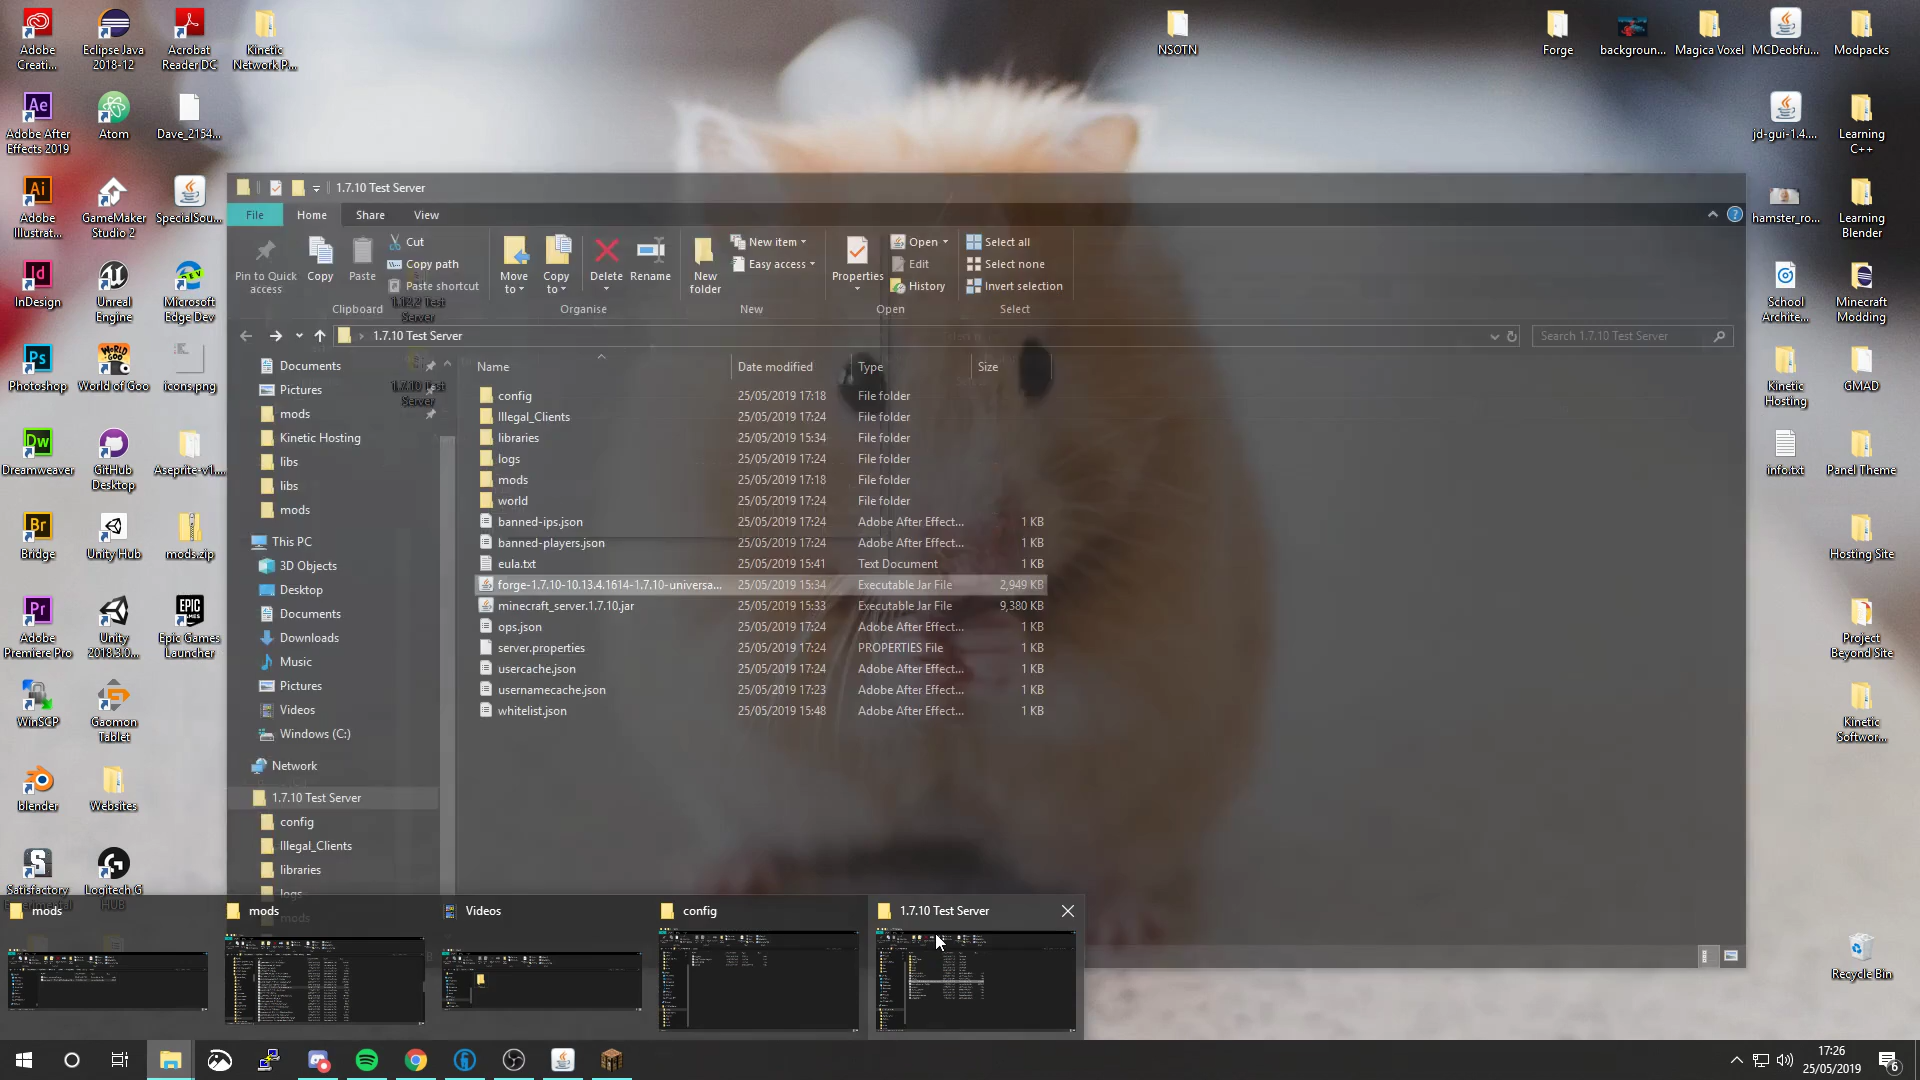 Adobe Creati...
Eclipse Java 2018-12
Acrobat Reader DC
Kinetic Network P...
NSOTN
Forge
backgroun...
Magica Voxel
MCDeobfu...
Modpacks
Adobe After Effects 2019
Atom
Dave_2154...
jd-gui-1.4....
Learning C++
Adobe Illustrat...
GameMaker Studio 2
SpecialSou...
hamster_ro...
Learning Blender
InDesign
Unreal Engine
Microsoft Edge Dev
School Archite...
Minecraft Modding
Photoshop
World of Goo
icons.png
Kinetic Hosting
GMAD
Dreamweaver
GitHub Desktop
Aseprite-v1....
info.txt
Panel Theme
Bridge
Unity Hub
mods.zip
Hosting Site
Adobe Premiere Pro
Unity 2018.3.0...
Epic Games Launcher
Project Beyond Site
WinSCP
Gaomon Tablet
Kinetic Softwor...
blender
Websites
Satisfactory Experimental
Logitech G HUB
Recycle Bin
1.7.10 Test Server
File Home Share View
Pin to Quick access
Copy
Paste
Cut
Copy path
Paste shortcut
Clipboard
Move to
Copy to
Delete
Rename
Organise
New folder
New item
Easy access
New
Properties
Open
Edit
History
Open
Select all
Select none
Invert selection
Select
1.12.2 Test Server
1.7.10 Test Server
1.7.10 Test Server
Search 1.7.10 Test Server
Documents
Pictures
mods
Kinetic Hosting
libs
libs
mods
This PC
3D Objects
Desktop
Documents
Downloads
Music
Pictures
Videos
Windows (C:)
Network
1.7.10 Test Server
config
Illegal_Clients
libraries
logs
mods
Name Date modified Type Size
config 25/05/2019 17:18 File folder
Illegal_Clients 25/05/2019 17:24 File folder
libraries 25/05/2019 15:34 File folder
logs 25/05/2019 17:24 File folder
mods 25/05/2019 17:18 File folder
world 25/05/2019 17:24 File folder
banned-ips.json 25/05/2019 17:24 Adobe After Effect... 1 KB
banned-players.json 25/05/2019 17:24 Adobe After Effect... 1 KB
eula.txt 25/05/2019 15:41 Text Document 1 KB
forge-1.7.10-10.13.4.1614-1.7.10-universa... 25/05/2019 15:34 Executable Jar File 2,949 KB
minecraft_server.1.7.10.jar 25/05/2019 15:33 Executable Jar File 9,380 KB
ops.json 25/05/2019 17:24 Adobe After Effect... 1 KB
server.properties 25/05/2019 17:24 PROPERTIES File 1 KB
usercache.json 25/05/2019 17:24 Adobe After Effect... 1 KB
usernamecache.json 25/05/2019 17:23 Adobe After Effect... 1 KB
whitelist.json 25/05/2019 15:48 Adobe After Effect... 1 KB
mods
mods
Videos
config
1.7.10 Test Server
17:26
25/05/2019
6